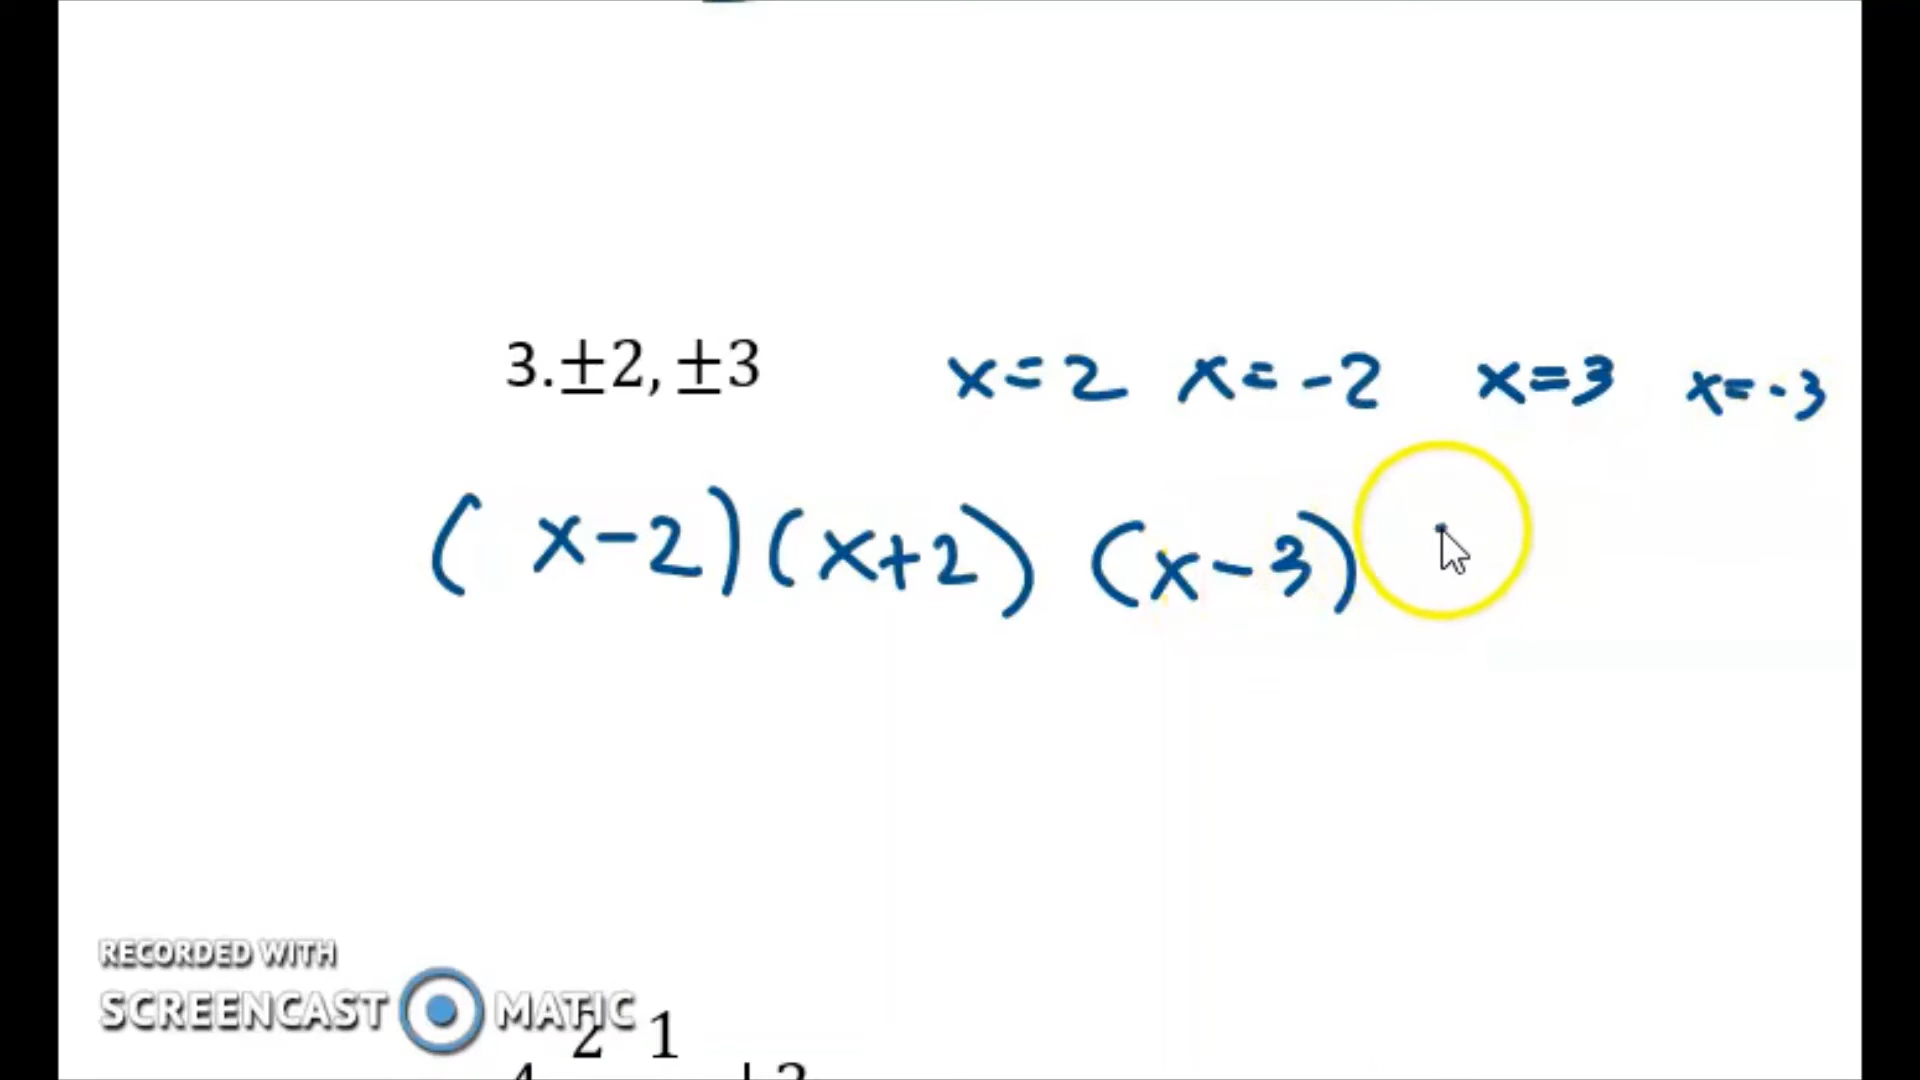 3. ±2, ±3 x=2 x=-2 x=3 x=-3
(x-2)(x+2) (x-3)
RECORDED WITH
SCREENCAST MATIC
2 1